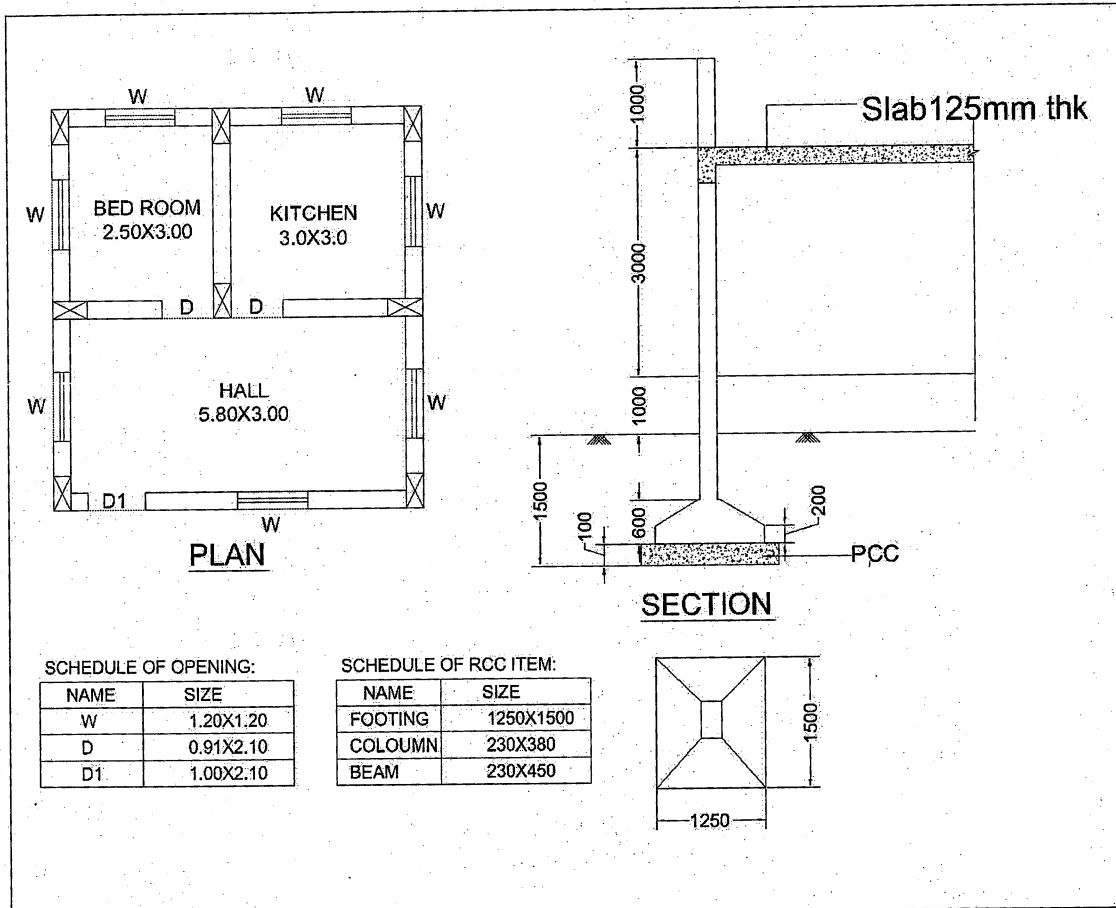 W
W
BED ROOM
2.50X3.00
KITCHEN
3.0X3.0
W
W
D
D
HALL
5.80X3.00
W
W
D1
W
PLAN
1000
Slab125mm thk
3000
1000
1500
100
600
200
PCC
SECTION
SCHEDULE OF OPENING:
NAME SIZE
W 1.20X1.20
D 0.91X2.10
D1 1.00X2.10
SCHEDULE OF RCC ITEM:
NAME SIZE
FOOTING 1250X1500
COLOUMN 230X380
BEAM 230X450
1500
1250